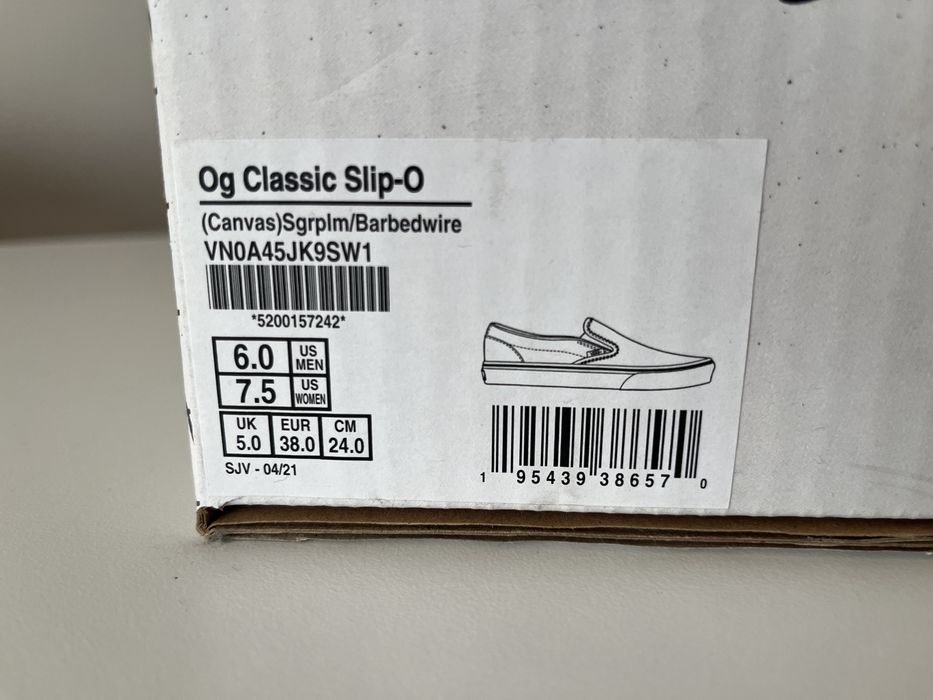 Og Classic Slip-O
(Canvas)Sgrplm/Barbedwire
VN0A45JK9SW1
*5200157242*
6.0 US MEN
7.5 US WOMEN
UK EUR CM
5.0 38.0 24.0
SJV - 04/21
1 95439 38657 0